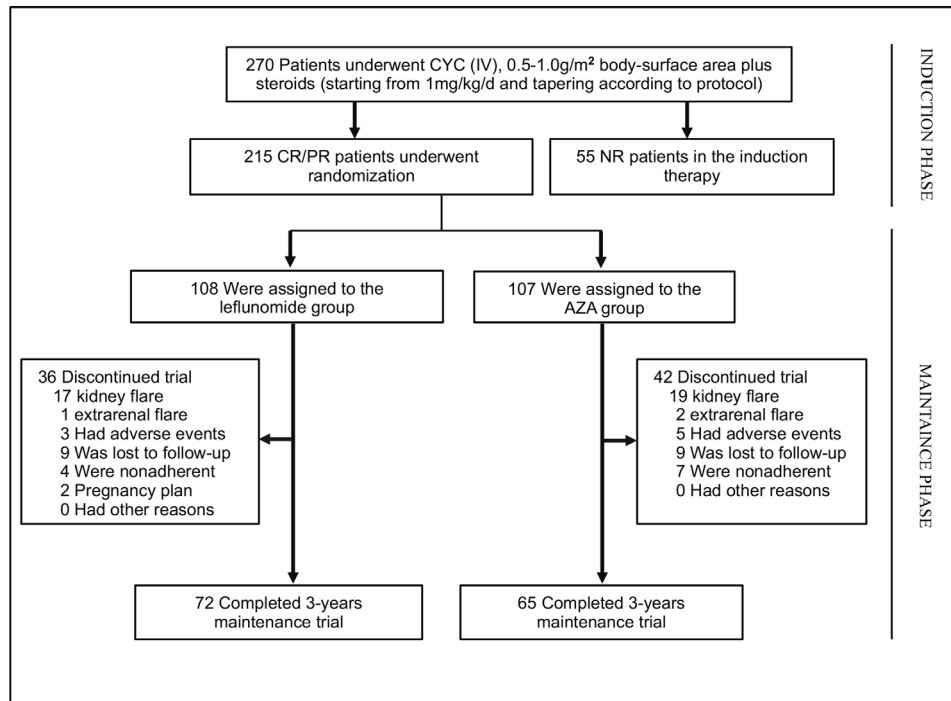 270 Patients underwent CYC (IV), 0.5-1.0g/m² body-surface area plus
steroids (starting from 1mg/kg/d and tapering according to protocol)
215 CR/PR patients underwent
randomization
55 NR patients in the induction
therapy
INDUCTION PHASE
108 Were assigned to the
leflunomide group
107 Were assigned to the
AZA group
36 Discontinued trial
17 kidney flare
1 extrarenal flare
3 Had adverse events
9 Was lost to follow-up
4 Were nonadherent
2 Pregnancy plan
0 Had other reasons
42 Discontinued trial
19 kidney flare
2 extrarenal flare
5 Had adverse events
9 Was lost to follow-up
7 Were nonadherent
0 Had other reasons
72 Completed 3-years
maintenance trial
65 Completed 3-years
maintenance trial
MAINTAINCE PHASE